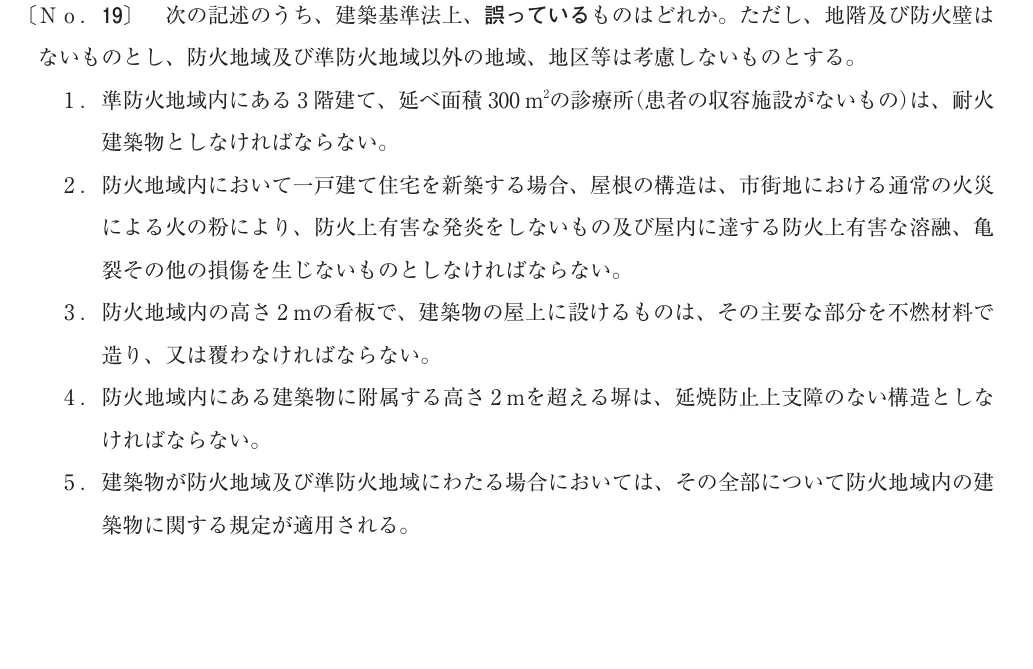 〔Ｎｏ．19〕　次の記述のうち、建築基準法上、誤っているものはどれか。ただし、地階及び防火壁は
ないものとし、防火地域及び準防火地域以外の地域、地区等は考慮しないものとする。
１．準防火地域内にある３階建て、延べ面積 300 m²の診療所（患者の収容施設がないもの）は、耐火
建築物としなければならない。
２．防火地域内において一戸建て住宅を新築する場合、屋根の構造は、市街地における通常の火災
による火の粉により、防火上有害な発炎をしないもの及び屋内に達する防火上有害な溶融、亀
裂その他の損傷を生じないものとしなければならない。
３．防火地域内の高さ２mの看板で、建築物の屋上に設けるものは、その主要な部分を不燃材料で
造り、又は覆わなければならない。
４．防火地域内にある建築物に附属する高さ２mを超える塀は、延焼防止上支障のない構造としな
ければならない。
５．建築物が防火地域及び準防火地域にわたる場合においては、その全部について防火地域内の建
築物に関する規定が適用される。